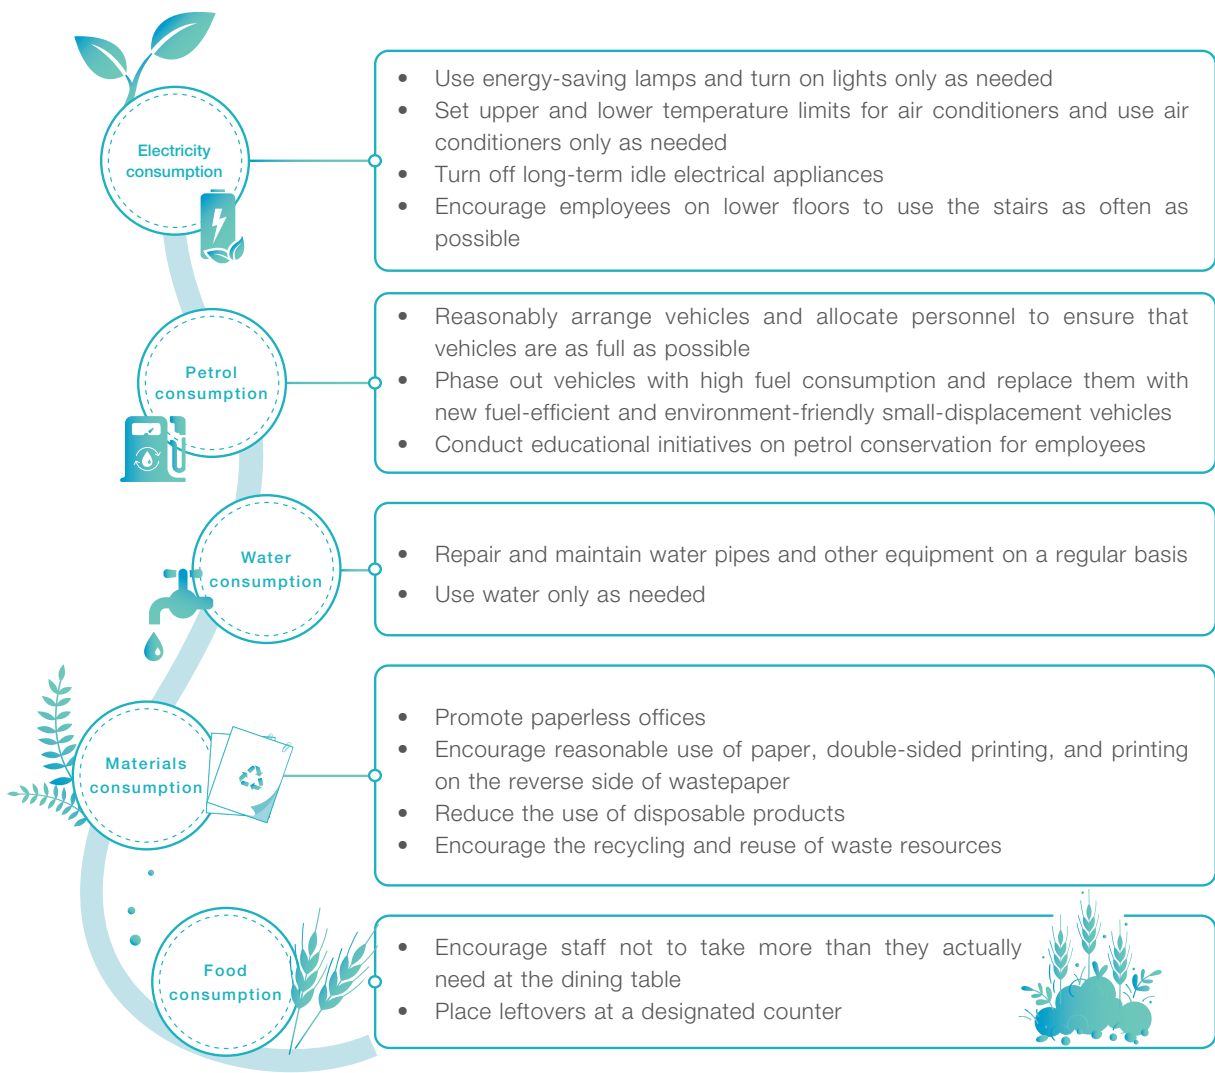 Electricity
consumption
• Use energy-saving lamps and turn on lights only as needed
• Set upper and lower temperature limits for air conditioners and use air
conditioners only as needed
• Turn off long-term idle electrical appliances
• Encourage employees on lower floors to use the stairs as often as
possible
Petrol
consumption
• Reasonably arrange vehicles and allocate personnel to ensure that
vehicles are as full as possible
• Phase out vehicles with high fuel consumption and replace them with
new fuel-efficient and environment-friendly small-displacement vehicles
• Conduct educational initiatives on petrol conservation for employees
Water
consumption
• Repair and maintain water pipes and other equipment on a regular basis
• Use water only as needed
Materials
consumption
• Promote paperless offices
• Encourage reasonable use of paper, double-sided printing, and printing
on the reverse side of wastepaper
• Reduce the use of disposable products
• Encourage the recycling and reuse of waste resources
Food
consumption
• Encourage staff not to take more than they actually
need at the dining table
• Place leftovers at a designated counter